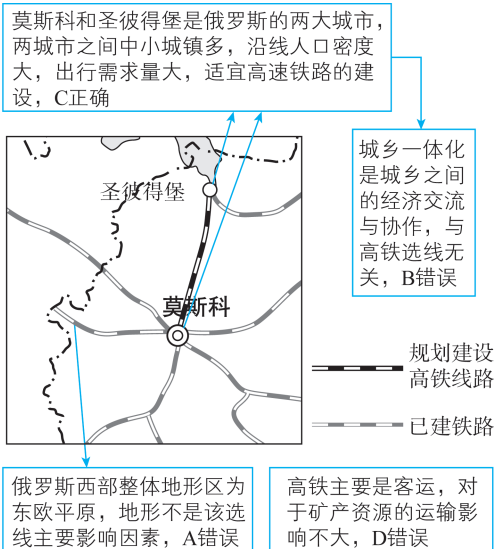 莫斯科和圣彼得堡是俄罗斯的两大城市，
两城市之间中小城镇多，沿线人口密度
大，出行需求量大，适宜高速铁路的建
设，C正确
城乡一体化
是城乡之间
的经济交流
与协作，与
高铁选线无
关，B错误
圣彼得堡
莫斯科
规划建设
高铁线路
已建铁路
俄罗斯西部整体地形区为
东欧平原，地形不是该选
线主要影响因素，A错误
高铁主要是客运，对
于矿产资源的运输影
响不大，D错误